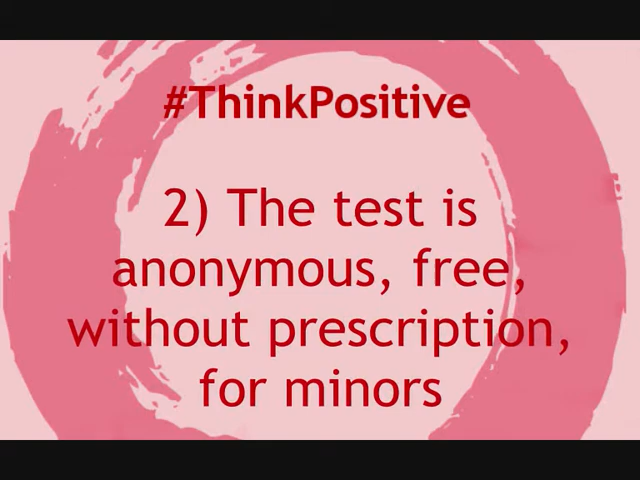 #ThinkPositive
2) The test is
anonymous, free,
without prescription,
for minors